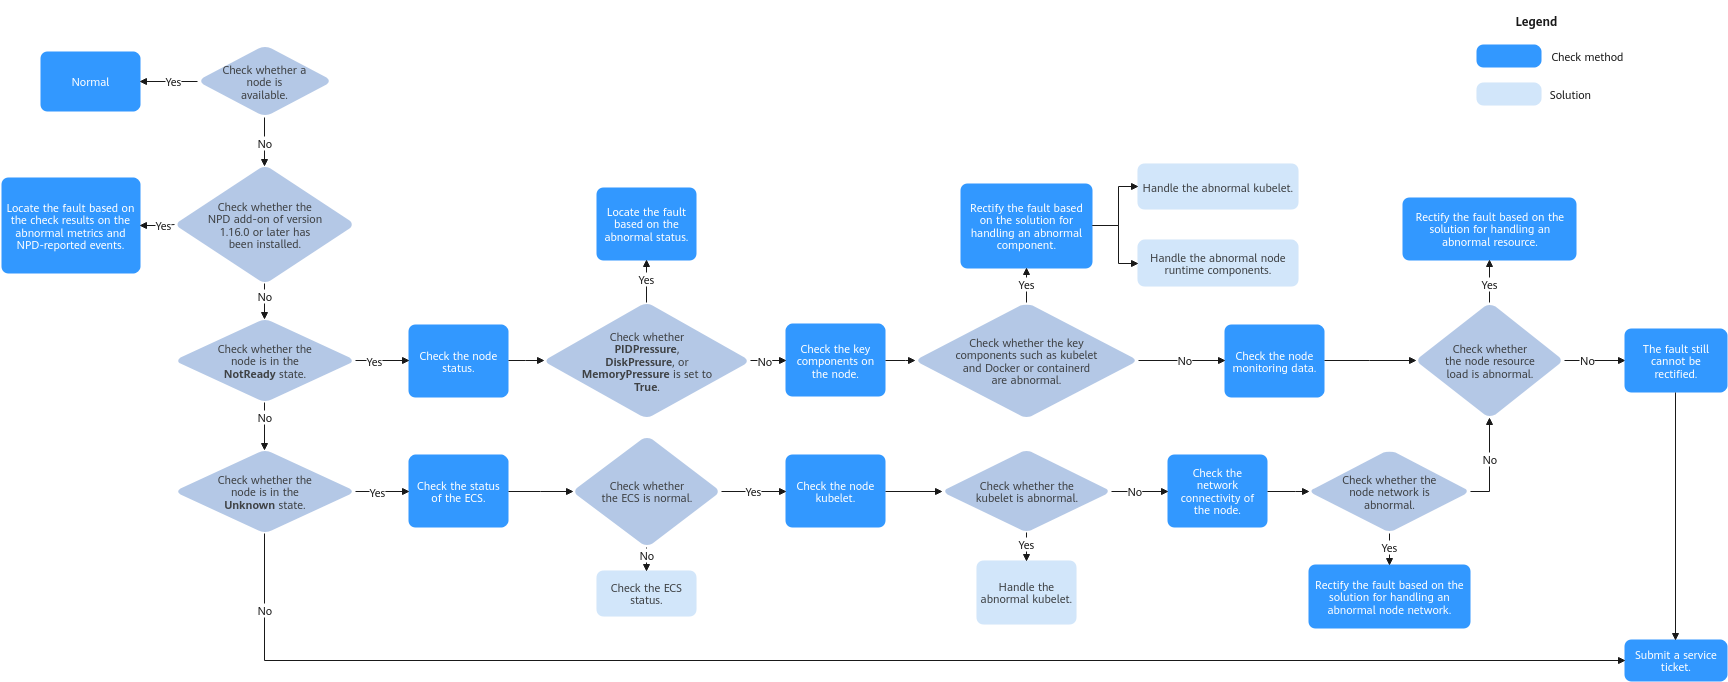 Legend
Check method
Solution
Normal
Yes
Check whether a
node is
available.
No
Locate the fault based on
the check results on the
abnormal metrics and
NPD-reported events.
Yes
Check whether the
NPD add-on of version
1.16.0 or later has
been installed.
No
Check whether the
node is in the
NotReady state.
Yes
Check the node
status.
Check whether
PIDPressure,
DiskPressure, or
MemoryPressure is set to
True.
Yes
Locate the fault
based on the
abnormal status.
No
Check the key
components on
the node.
Check whether the key
components such as kubelet
and Docker or containerd
are abnormal.
Yes
Rectify the fault based
on the solution for
handling an abnormal
component.
Handle the abnormal kubelet.
Handle the abnormal node
runtime components.
No
Check the node
monitoring data.
Check whether
the node resource
load is abnormal.
Yes
Rectify the fault based on the
solution for handling an
abnormal resource.
No
The fault still
cannot be
rectified.
No
Check whether the
node is in the
Unknown state.
Yes
Check the status
of the ECS.
Check whether
the ECS is normal.
No
Check the ECS
status.
Yes
Check the node
kubelet.
Check whether the
kubelet is abnormal.
Yes
Handle the
abnormal kubelet.
No
Check the
network
connectivity of
the node.
Check whether the
node network is
abnormal.
Yes
Rectify the fault based on the
solution for handling an
abnormal node network.
No
No
Submit a service
ticket.